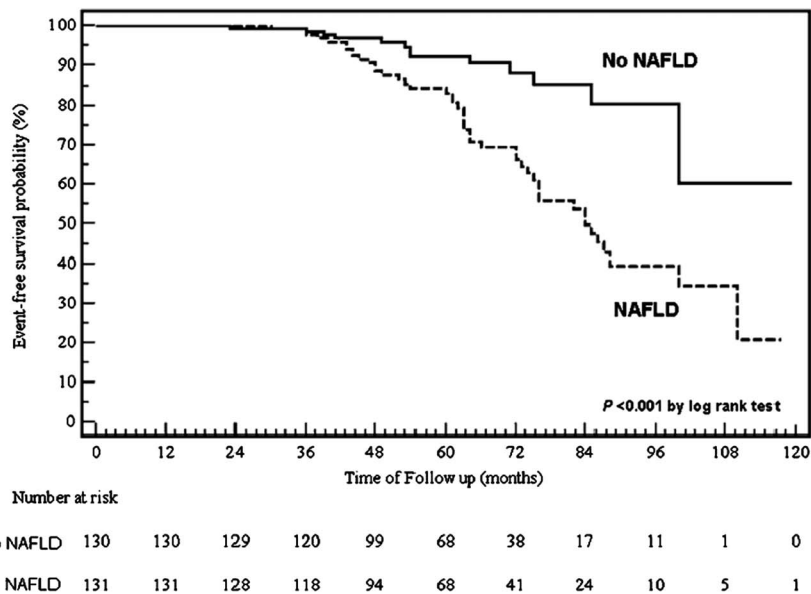 100
90
80
70
60
50
40
30
20
10
0
Event-free survival probability (%)
No NAFLD
NAFLD
P <0.001 by log rank test
0 12 24 36 48 60 72 84 96 108 120
Time of Follow up (months)
Number at risk
NAFLD 130 130 129 120 99 68 38 17 11 1 0
NAFLD 131 131 128 118 94 68 41 24 10 5 1